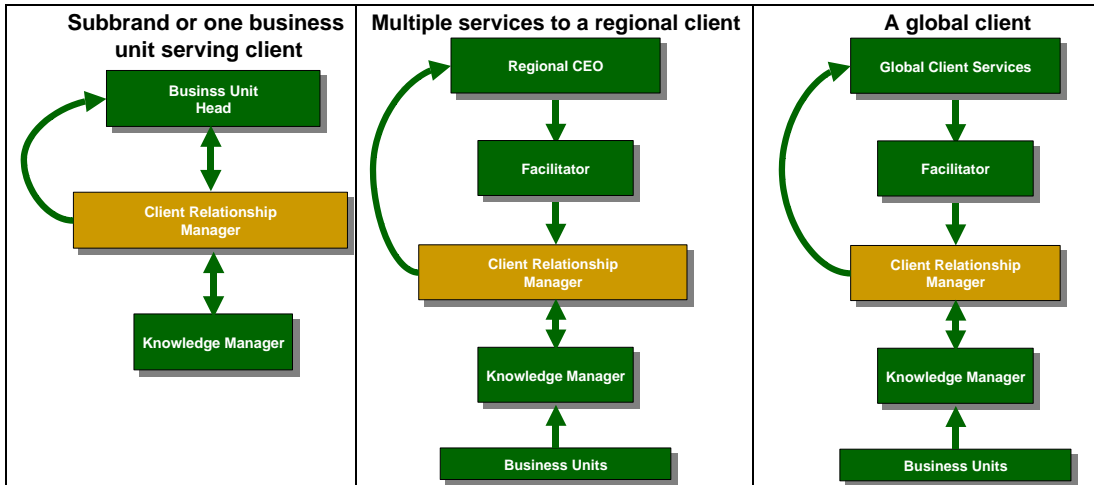 Subbrand or one business
unit serving client
Businss Unit
Head
Client Relationship
Manager
Knowledge Manager
Multiple services to a regional client
Regional CEO
Facilitator
Client Relationship
Manager
Knowledge Manager
Business Units
A global client
Global Client Services
Facilitator
Client Relationship
Manager
Knowledge Manager
Business Units